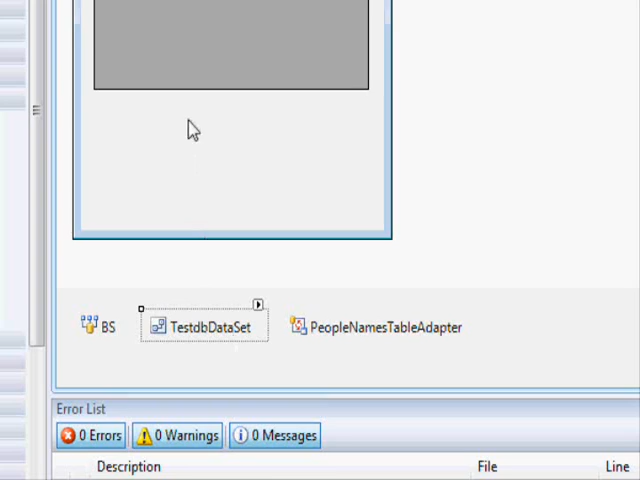 BS TestdbDataSet PeopleNamesTableAdapter
Error List
0 Errors 0 Warnings 0 Messages
Description File Line